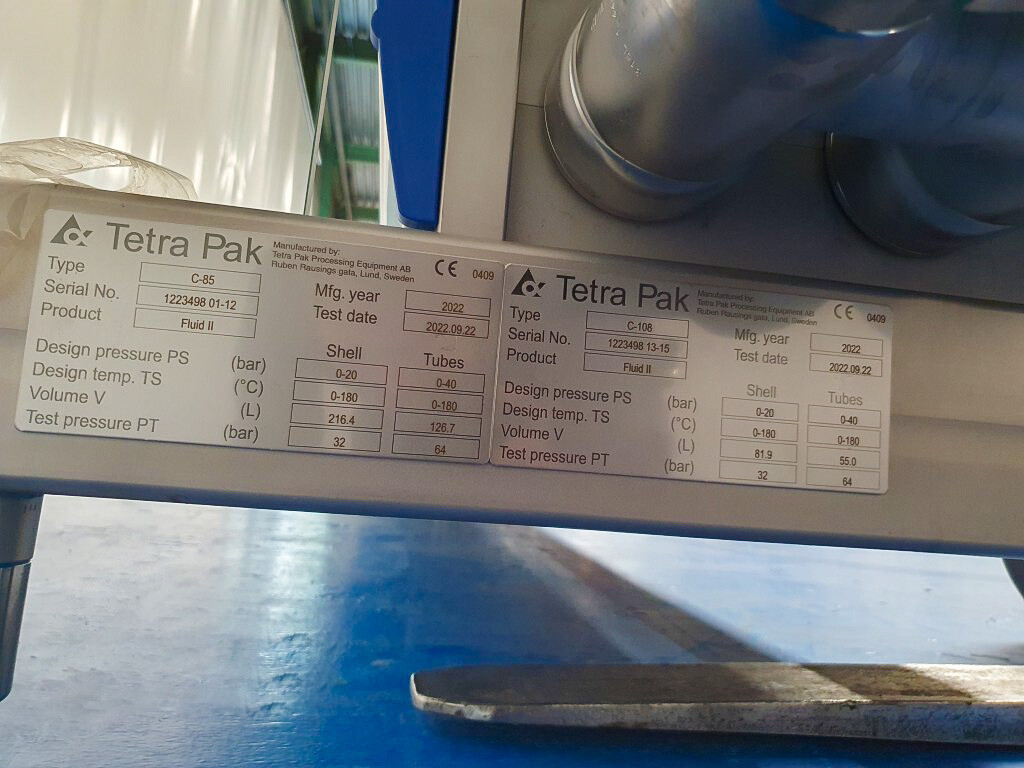 Tetra Pak
Manufactured by:
Tetra Pak Processing Equipment AB
Ruben Rausings gata, Lund, Sweden
CE 0409
Type C-85
Serial No. 1223498 01-12
Product Fluid II
Mfg. year 2022
Test date 2022.09.22
Shell Tubes
Design pressure PS (bar) 0-20 0-40
Design temp. TS (°C) 0-180 0-180
Volume V (L) 216.4 126.7
Test pressure PT (bar) 32 64
Tetra Pak
Manufactured by:
Tetra Pak Processing Equipment AB
Ruben Rausings gata, Lund, Sweden
CE 0409
Type C-108
Serial No. 1223498 13-15
Product Fluid II
Mfg. year 2022
Test date 2022.09.22
Shell Tubes
Design pressure PS (bar) 0-20 0-40
Design temp. TS (°C) 0-180 0-180
Volume V (L) 81.9 55.0
Test pressure PT (bar) 32 64